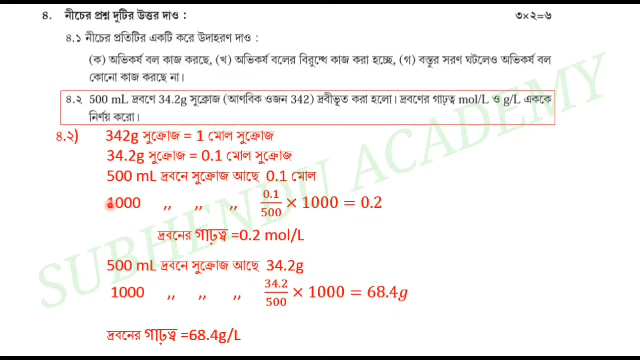 ৪. নীচের প্রশ্ন দুটির উত্তর দাও : ৩×২=৬
৪.১ নীচের প্রতিটির একটি করে উদাহরণ দাও :
(ক) অভিকর্ষ বল কাজ করছে, (খ) অভিকর্ষ বলের বিরুদ্ধে কাজ করা হচ্ছে, (গ) বস্তুর সরণ ঘটলেও অভিকর্ষ বল
কোনো কাজ করছে না।
৪.২ 500 mL দ্রবণে 34.2g সুক্রোজ (আণবিক ওজন 342) দ্রবীভূত করা হলো। দ্রবণের গাঢ়ত্ব mol/L ও g/L এককে
নির্ণয় করো।
৪.২) 342g সুক্রোজ = 1 মোল সুক্রোজ
34.2g সুক্রোজ = 0.1 মোল সুক্রোজ
500 mL দ্রবনে সুক্রোজ আছে 0.1 মোল
1000 ,, ,, ,, 0.1/500 × 1000 = 0.2
দ্রবনের গাঢ়ত্ব =0.2 mol/L
500 mL দ্রবনে সুক্রোজ আছে 34.2g
1000 ,, ,, ,, 34.2/500 × 1000 = 68.4g
দ্রবনের গাঢ়ত্ব =68.4g/L
SUBHENDU ACADEMY